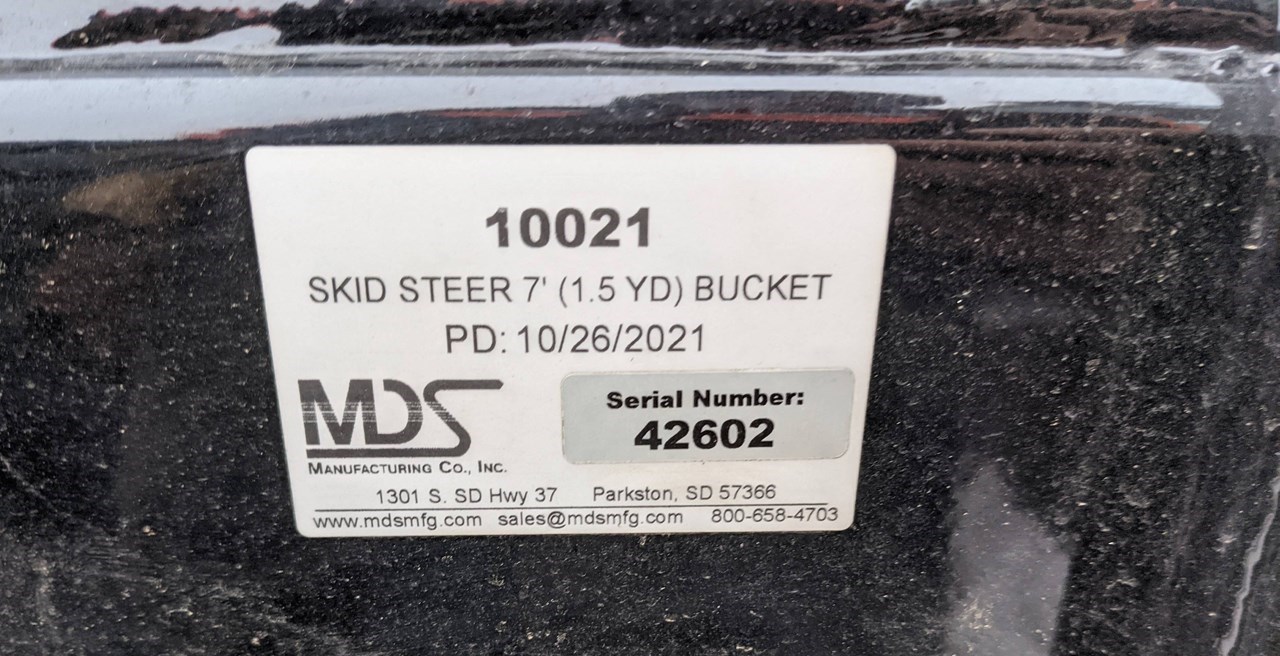 10021
SKID STEER 7' (1.5 YD) BUCKET
PD: 10/26/2021
MDS
MANUFACTURING CO., INC.
Serial Number:
42602
1301 S. SD Hwy 37 Parkston, SD 57366
www.mdsmfg.com sales@mdsmfg.com 800-658-4703